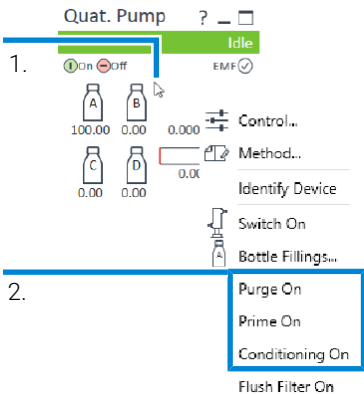 Quat. Pump ?
Idle
1.
On Off EMF
A B
100.00 0.00 0.000
Control...
C D
Method...
0.00 0.00
Identify Device
Switch On
A Bottle Fillings...
2.
Purge On
Prime On
Conditioning On
Flush Filter On